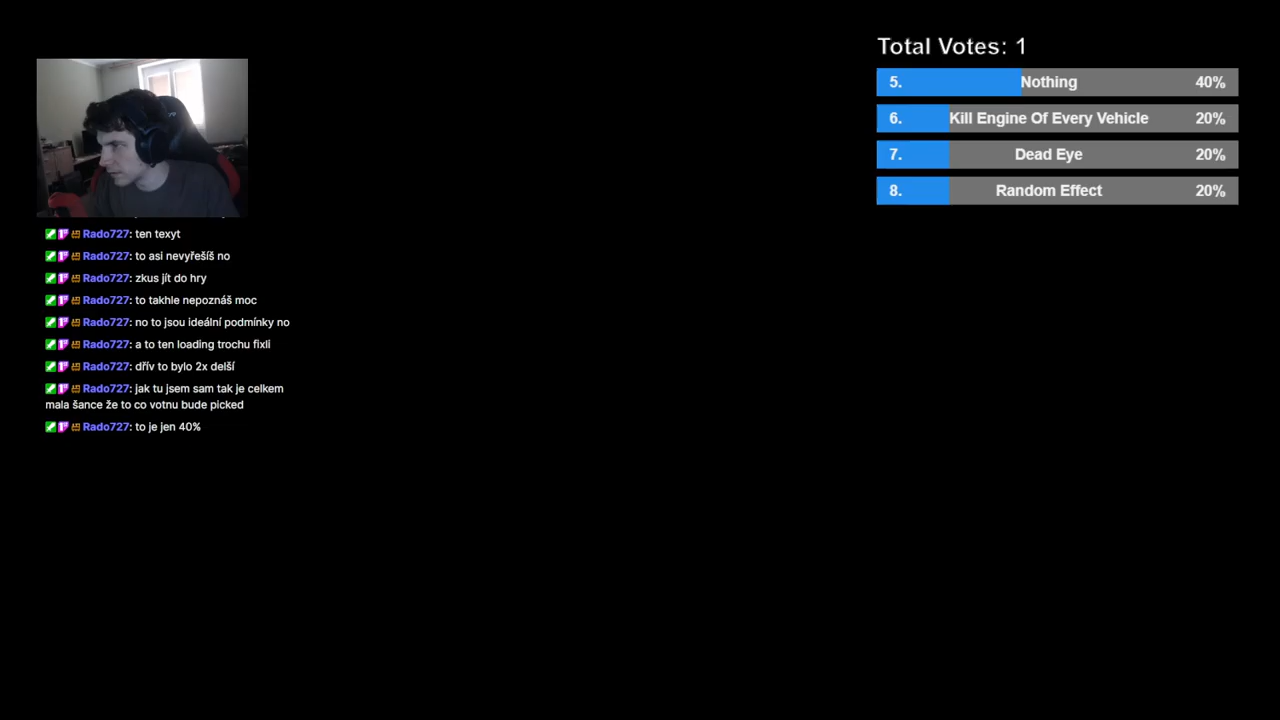 Total Votes: 1
5. Nothing 40%
6. Kill Engine Of Every Vehicle 20%
7. Dead Eye 20%
8. Random Effect 20%
Rado727: ten texyt
Rado727: to asi nevyřešíš no
Rado727: zkus jít do hry
Rado727: to takhle nepoznáš moc
Rado727: no to jsou ideální podmínky no
Rado727: a to ten loading trochu fixli
Rado727: dřív to bylo 2x delší
Rado727: jak tu jsem sam tak je celkem
mala šance že to co votnu bude picked
Rado727: to je jen 40%